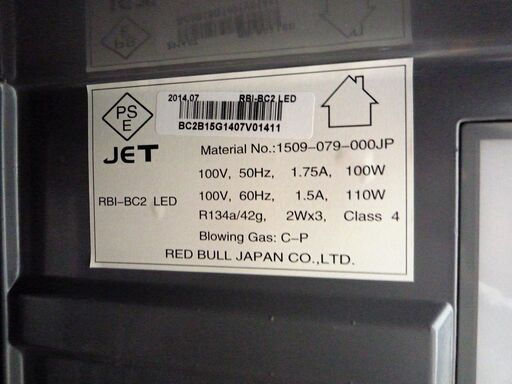 2014.07 RBI-BC2 LED
BC2B15G1407V01411
PS
E
JET
Material No.:1509-079-000JP
100V, 50Hz, 1.75A, 100W
RBI-BC2 LED
100V, 60Hz, 1.5A, 110W
R134a/42g, 2Wx3, Class 4
Blowing Gas: C-P
RED BULL JAPAN CO.,LTD.